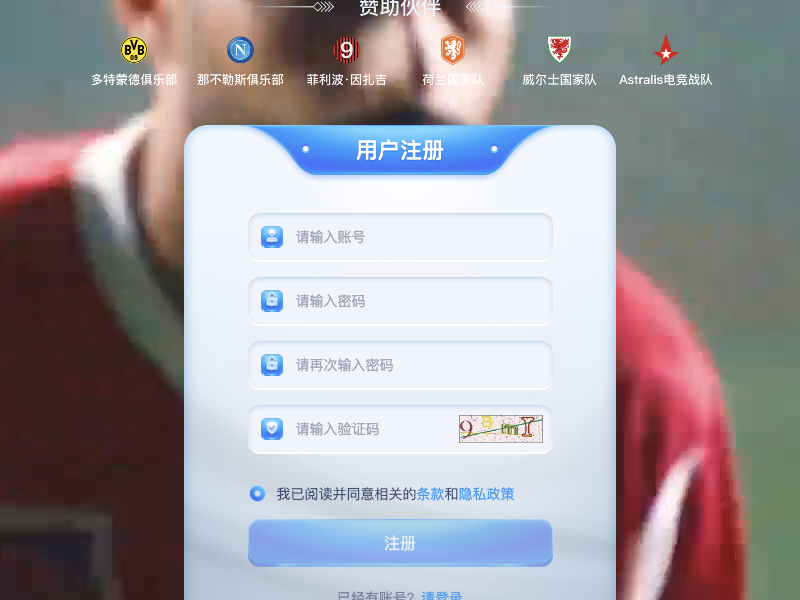 赞助伙伴
BVB 09
N
9
多特蒙德俱乐部 那不勒斯俱乐部 菲利波·因扎吉 荷兰国家队 威尔士国家队 Astralis电竞战队
用户注册
请输入账号
请输入密码
请再次输入密码
请输入验证码 9 8 m I
我已阅读并同意相关的条款和隐私政策
注册
已经有账号？请登录